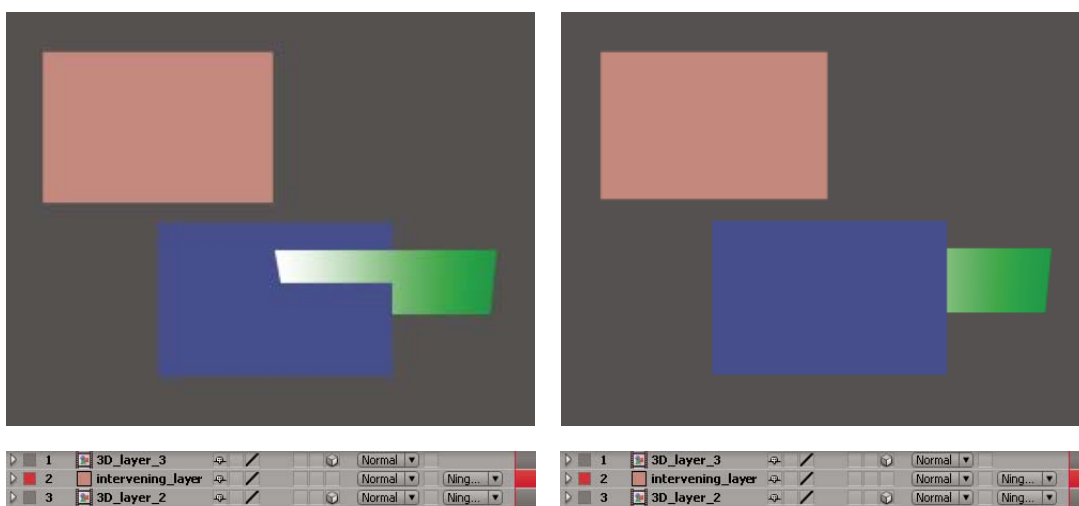 1 3D_layer_3 Normal
2 intervening_layer Normal Ning...
3 3D_layer_2 Normal Ning...
1 3D_layer_3 Normal
2 intervening_layer Normal Ning...
3 3D_layer_2 Normal Ning...